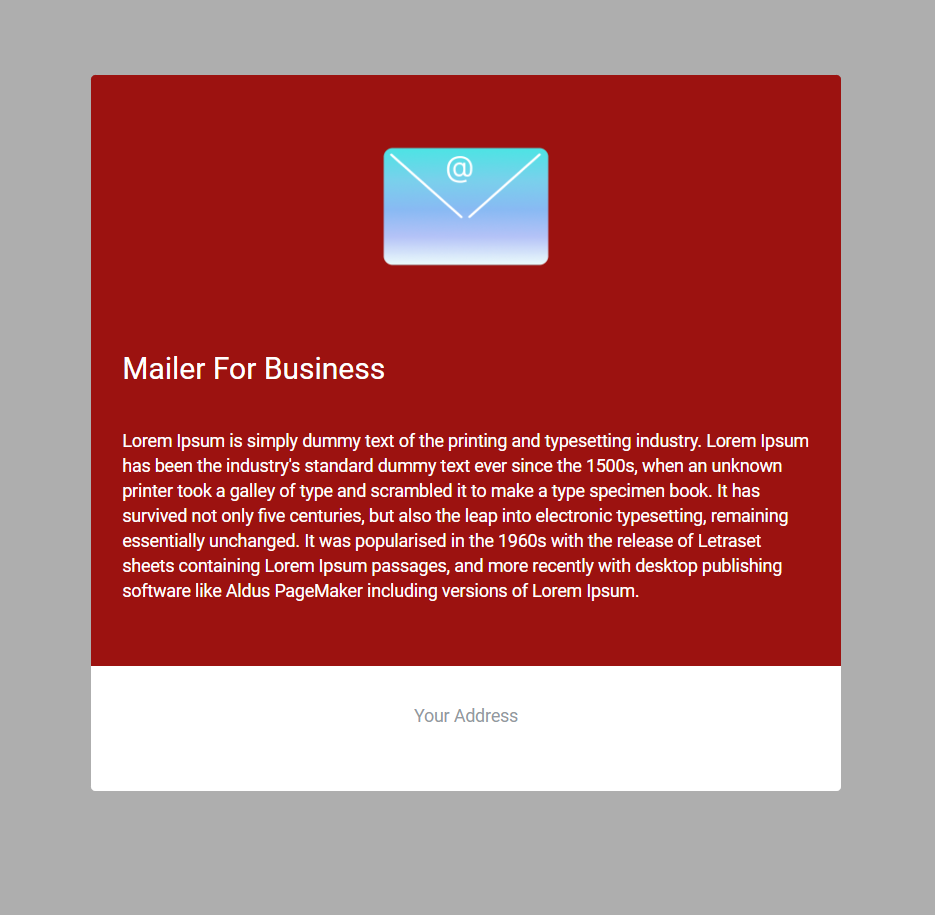 @
Mailer For Business
Lorem Ipsum is simply dummy text of the printing and typesetting industry. Lorem Ipsum
has been the industry's standard dummy text ever since the 1500s, when an unknown
printer took a galley of type and scrambled it to make a type specimen book. It has
survived not only five centuries, but also the leap into electronic typesetting, remaining
essentially unchanged. It was popularised in the 1960s with the release of Letraset
sheets containing Lorem Ipsum passages, and more recently with desktop publishing
software like Aldus PageMaker including versions of Lorem Ipsum.
Your Address